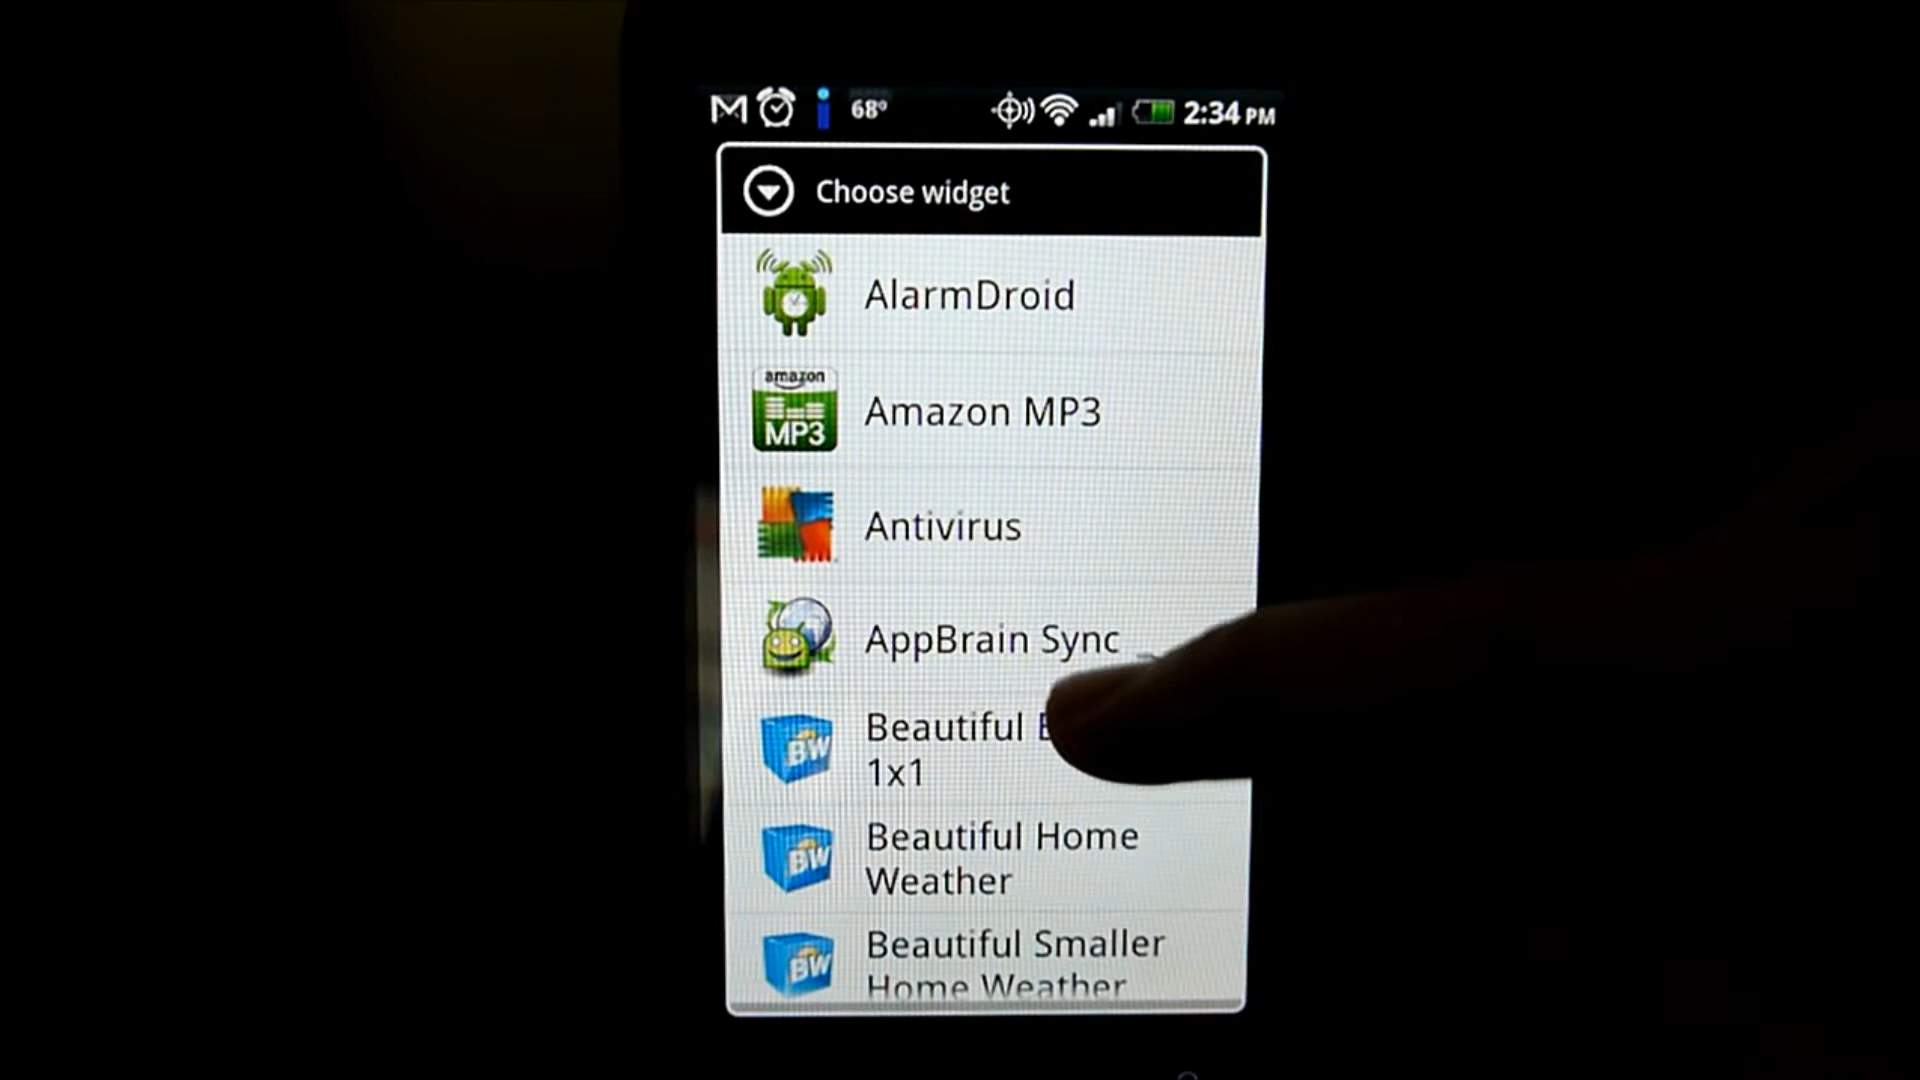 68° 2:34 PM
Choose widget
AlarmDroid
amazon
MP3
Amazon MP3
Antivirus
AppBrain Sync
BW
Beautiful
1x1
BW
Beautiful Home
Weather
BW
Beautiful Smaller
Home Weather